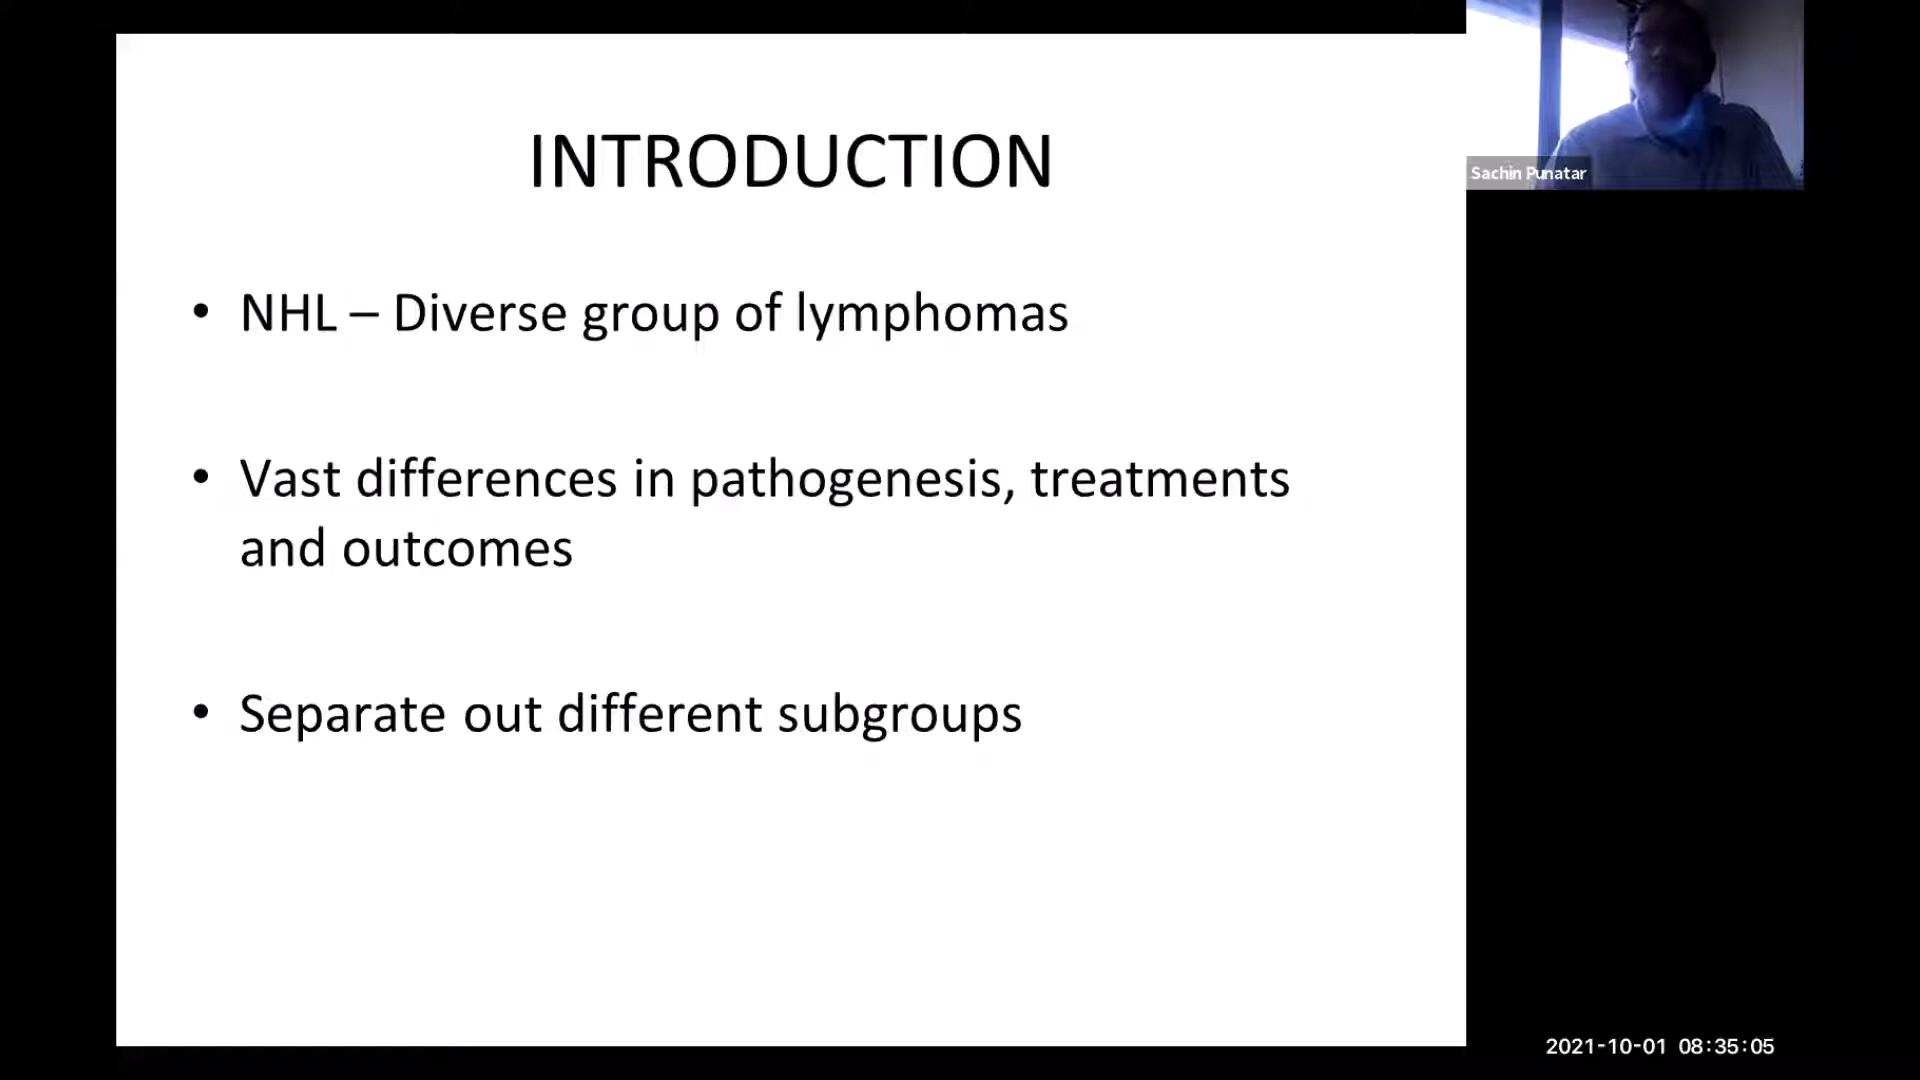 INTRODUCTION
• NHL – Diverse group of lymphomas
• Vast differences in pathogenesis, treatments
and outcomes
• Separate out different subgroups
Sachin Punatar
2021-10-01 08:35:05